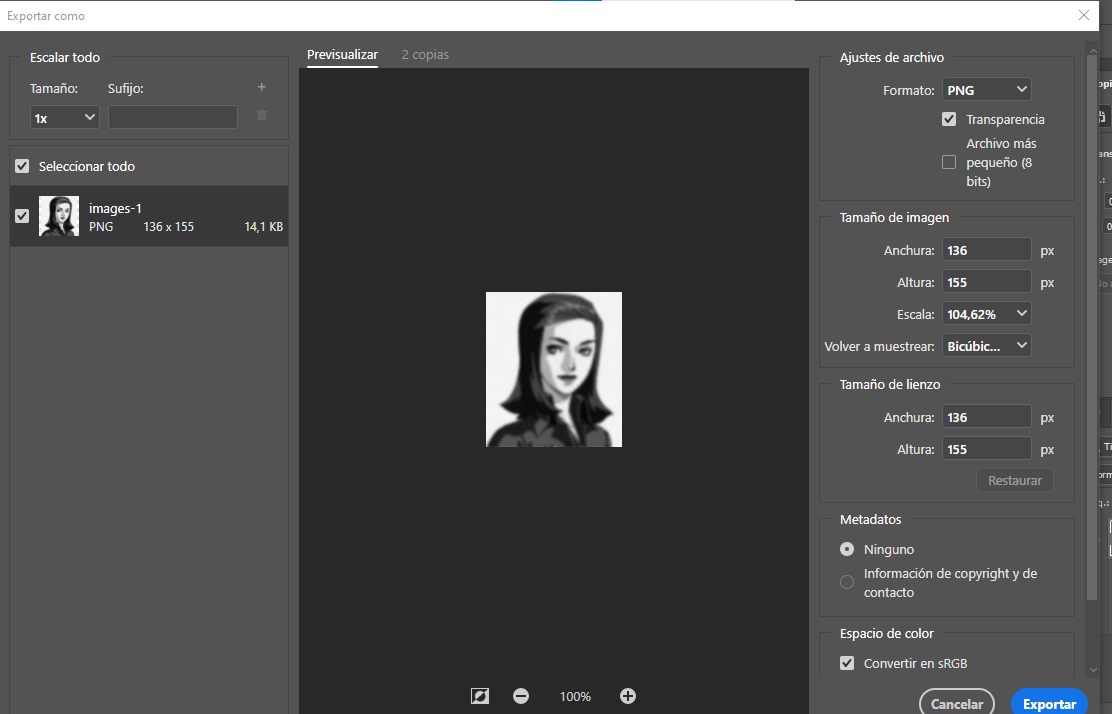 Exportar como
Escalar todo
Tamaño: Sufijo:
1x
Seleccionar todo
images-1
PNG 136 x 155 14,1 KB
Previsualizar 2 copias
100%
Ajustes de archivo
Formato: PNG
Transparencia
Archivo más
pequeño (8
bits)
Tamaño de imagen
Anchura: 136 px
Altura: 155 px
Escala: 104,62%
Volver a muestrear: Bicúbic...
Tamaño de lienzo
Anchura: 136 px
Altura: 155 px
Restaurar
Metadatos
Ninguno
Información de copyright y de
contacto
Espacio de color
Convertir en sRGB
Cancelar Exportar